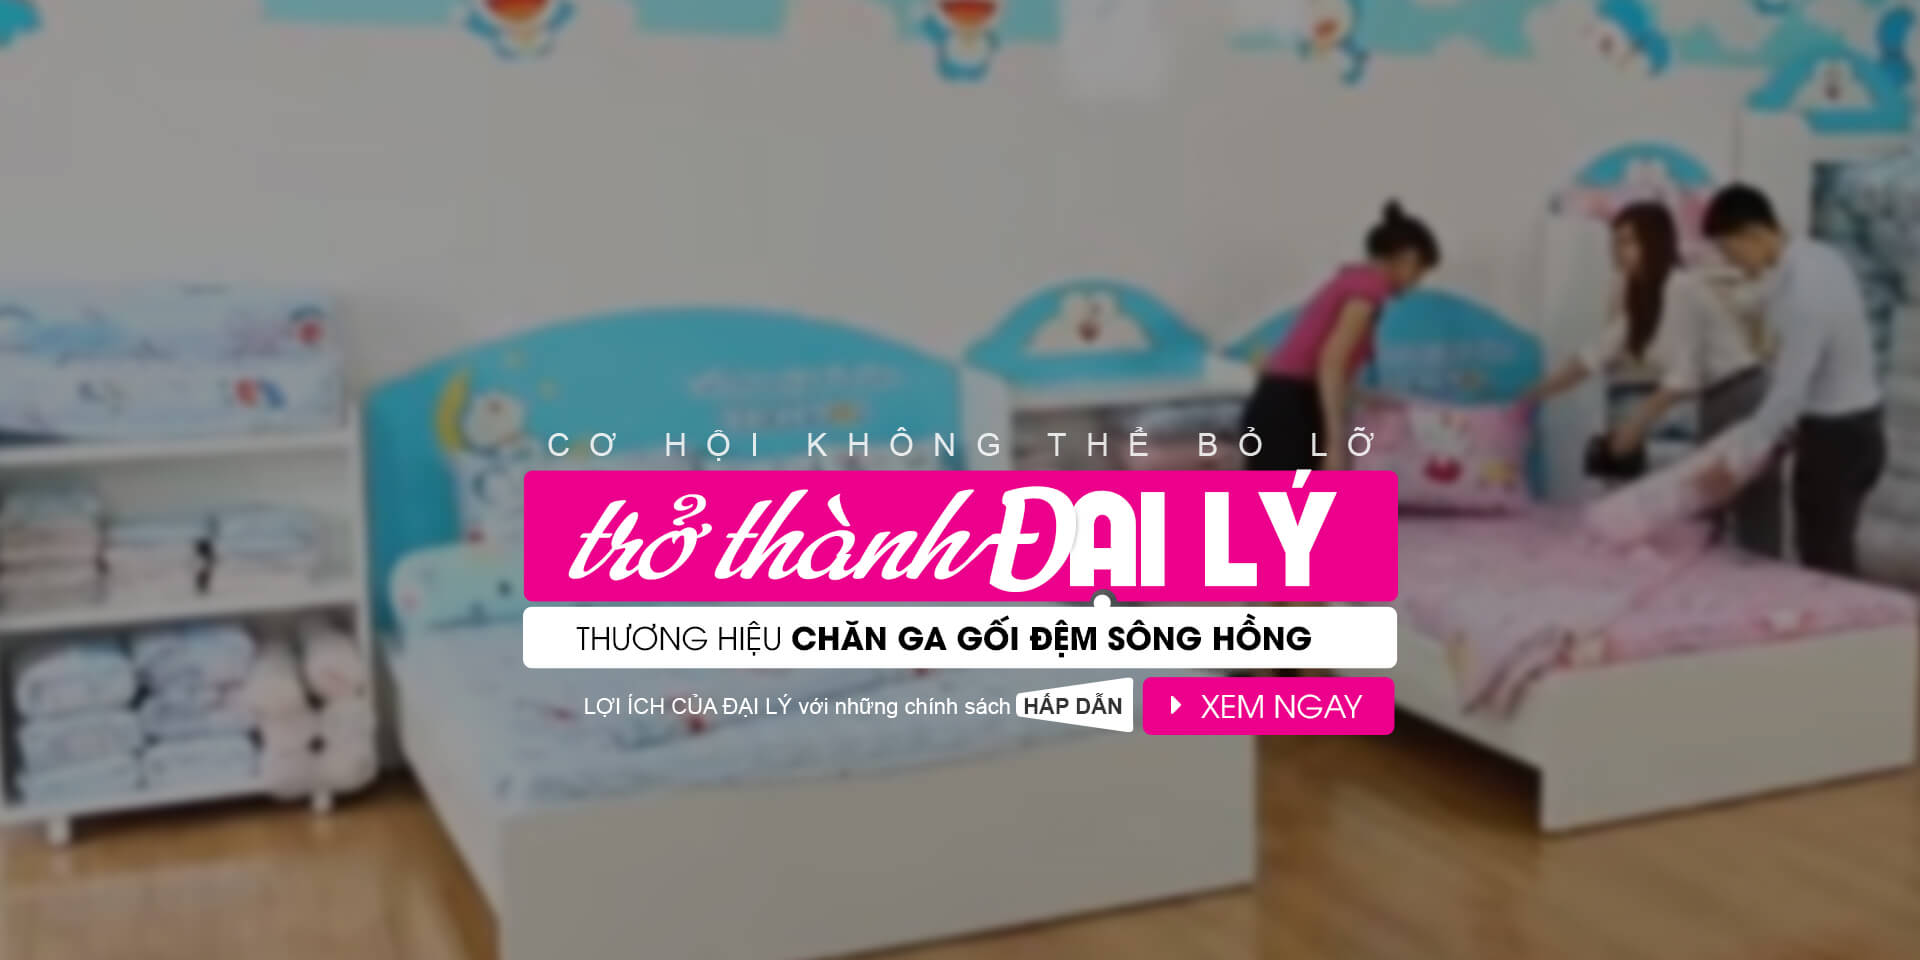 CƠ HỘI KHÔNG THỂ BỎ LỠ
trở thành ĐẠI LÝ
THƯƠNG HIỆU CHĂN GA GỐI ĐỆM SÔNG HỒNG
LỢI ÍCH CỦA ĐẠI LÝ với những chính sách HẤP DẪN
XEM NGAY